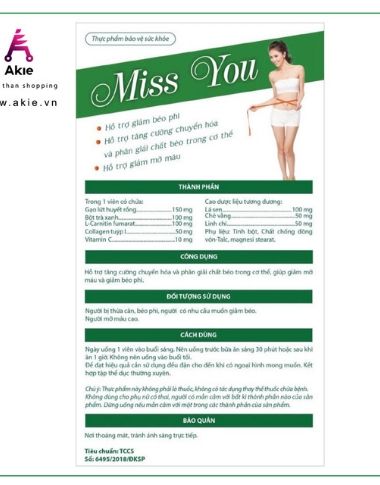 Akıe
than shopping
w.akie.vn
Thực phẩm bảo vệ sức khỏe
Miss You
• Hỗ trợ giảm béo phì
• Hỗ trợ tăng cường chuyển hóa
và phân giải chất béo trong cơ thể
• Hỗ trợ giảm mỡ máu
THÀNH PHẦN
Trong 1 viên có chứa:
Gạo lứt huyết rồng..................150 mg
Bột trà xanh..................100 mg
L-Carnitin fumarat..................100 mg
Collagen tuýp I..................50 mg
Vitamin C..................10 mg
Cao dược liệu tương đương:
Lá sen..................100 mg
Chè vằng..................50 mg
Linh chi..................50 mg
Phụ liệu: Tinh bột, Chất chống đông
vón-Talc, magnesi stearat.
CÔNG DỤNG
Hỗ trợ tăng cường chuyển hóa và phân giải chất béo trong cơ thể, giúp giảm mỡ
máu và giảm béo phì.
ĐỐI TƯỢNG SỬ DỤNG
Người bị thừa cân, béo phì, người có nhu cầu muốn giảm béo.
Người mỡ máu cao.
CÁCH DÙNG
Ngày uống 1 viên vào buổi sáng. Nên uống trước bữa ăn sáng 30 phút hoặc sau khi
ăn 1 giờ. Không nên uống vào buổi tối.
Để đạt hiệu quả cần sử dụng đều đặn cho đến khi có ngoại hình mong muốn. Kết
hợp tập thể dục thường xuyên.
Chú ý: Thực phẩm này không phải là thuốc, không có tác dụng thay thế thuốc chữa bệnh.
Không dùng cho phụ nữ có thai, người có mẫn cảm với bất kì thành phần nào của sản
phẩm. Dừng uống nếu mẫn cảm với một trong các thành phần của sản phẩm.
BẢO QUẢN
Nơi thoáng mát, tránh ánh sáng trực tiếp.
Tiêu chuẩn: TCCS
Số: 6495/2018/ĐKSP